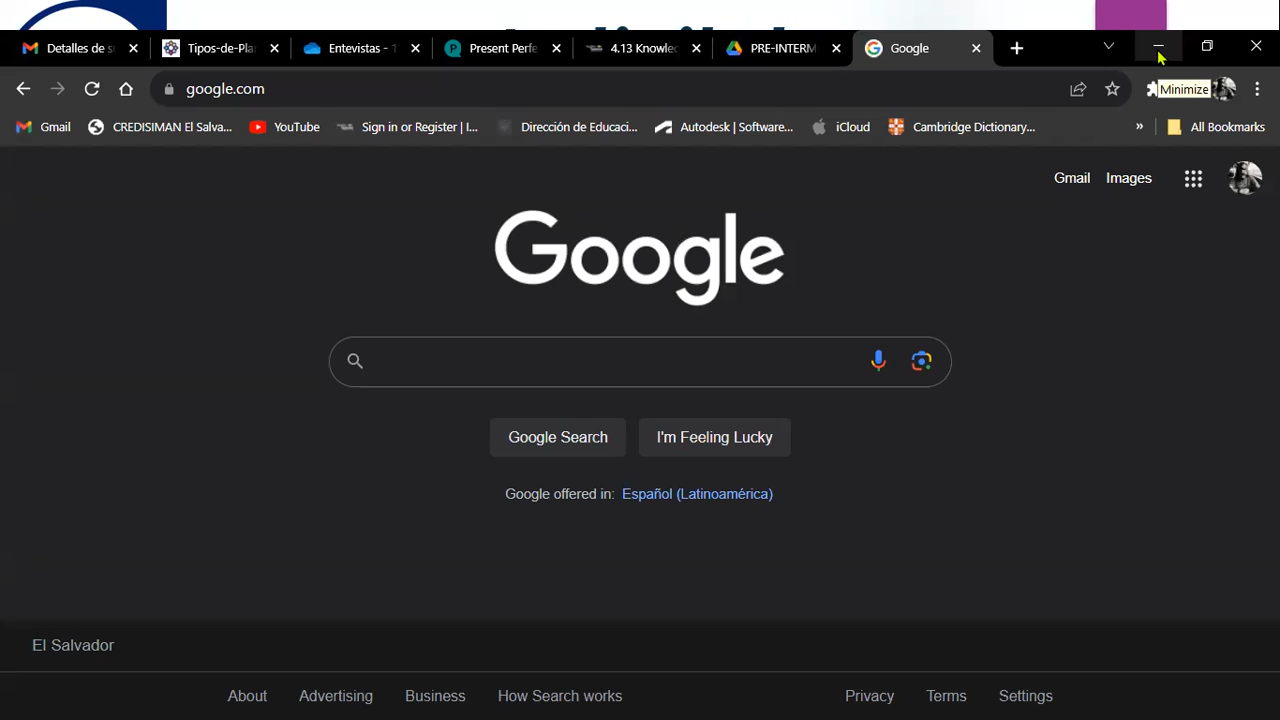 Detalles de su
Tipos-de-Pla
Entevistas - T
Present Perfe
4.13 Knowle
PRE-INTERM
Google
google.com
Minimize
Gmail
CREDISIMAN El Salva...
YouTube
Sign in or Register | I...
Dirección de Educaci...
Autodesk | Software...
iCloud
Cambridge Dictionary...
»
All Bookmarks
Gmail
Images
Google
Google Search
I'm Feeling Lucky
Google offered in: Español (Latinoamérica)
El Salvador
About
Advertising
Business
How Search works
Privacy
Terms
Settings